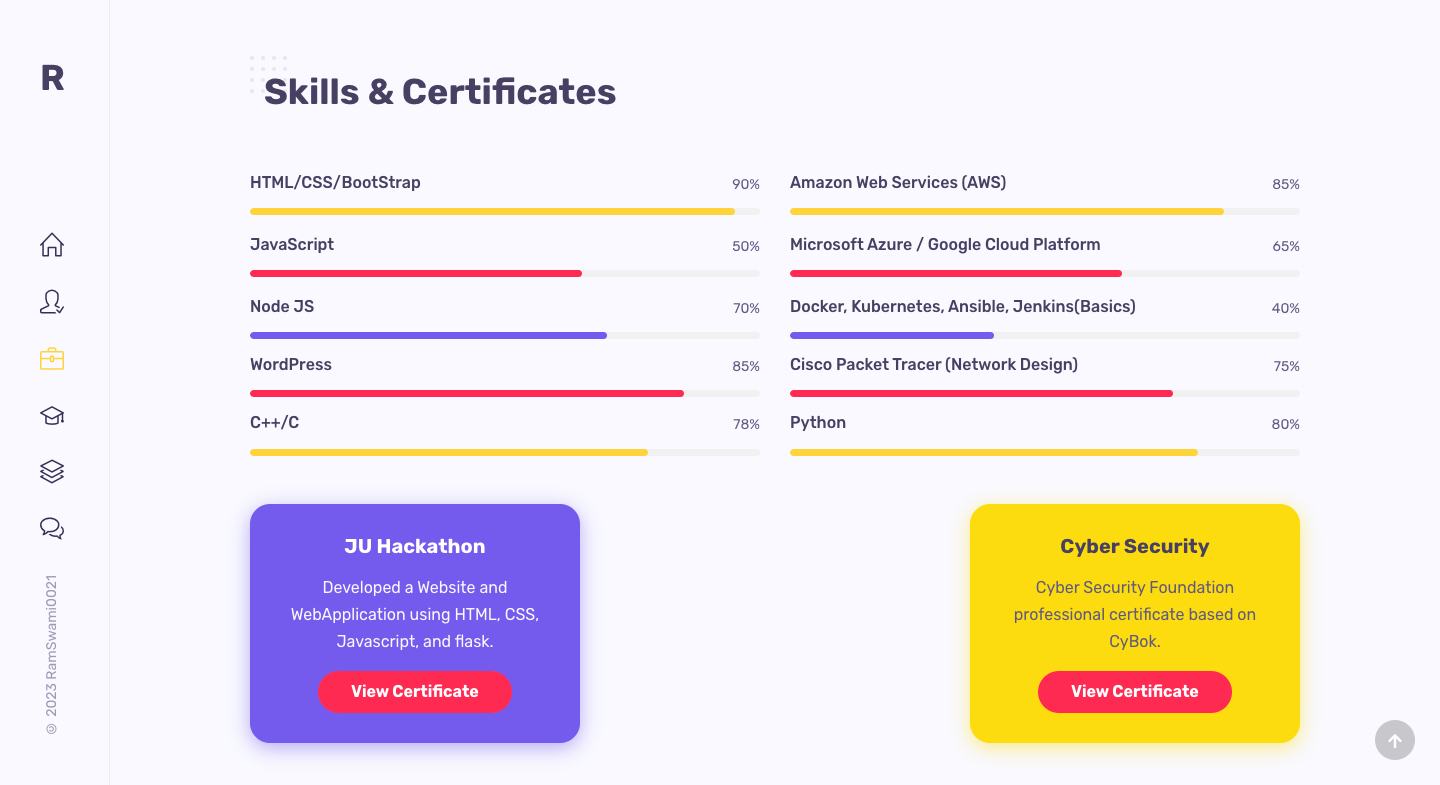 R
Skills & Certificates
HTML/CSS/BootStrap 90%
JavaScript 50%
Node JS 70%
WordPress 85%
C++/C 78%
Amazon Web Services (AWS) 85%
Microsoft Azure / Google Cloud Platform 65%
Docker, Kubernetes, Ansible, Jenkins(Basics) 40%
Cisco Packet Tracer (Network Design) 75%
Python 80%
JU Hackathon
Developed a Website and
WebApplication using HTML, CSS,
Javascript, and flask.
View Certificate
Cyber Security
Cyber Security Foundation
professional certificate based on
CyBok.
View Certificate
© 2023 RamSwami0021